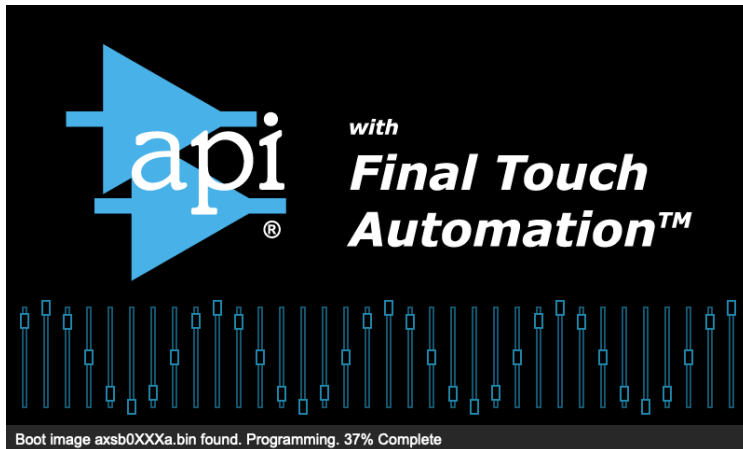 api
®
with
Final Touch
Automation™
Boot image axsb0XXXa.bin found. Programming. 37% Complete